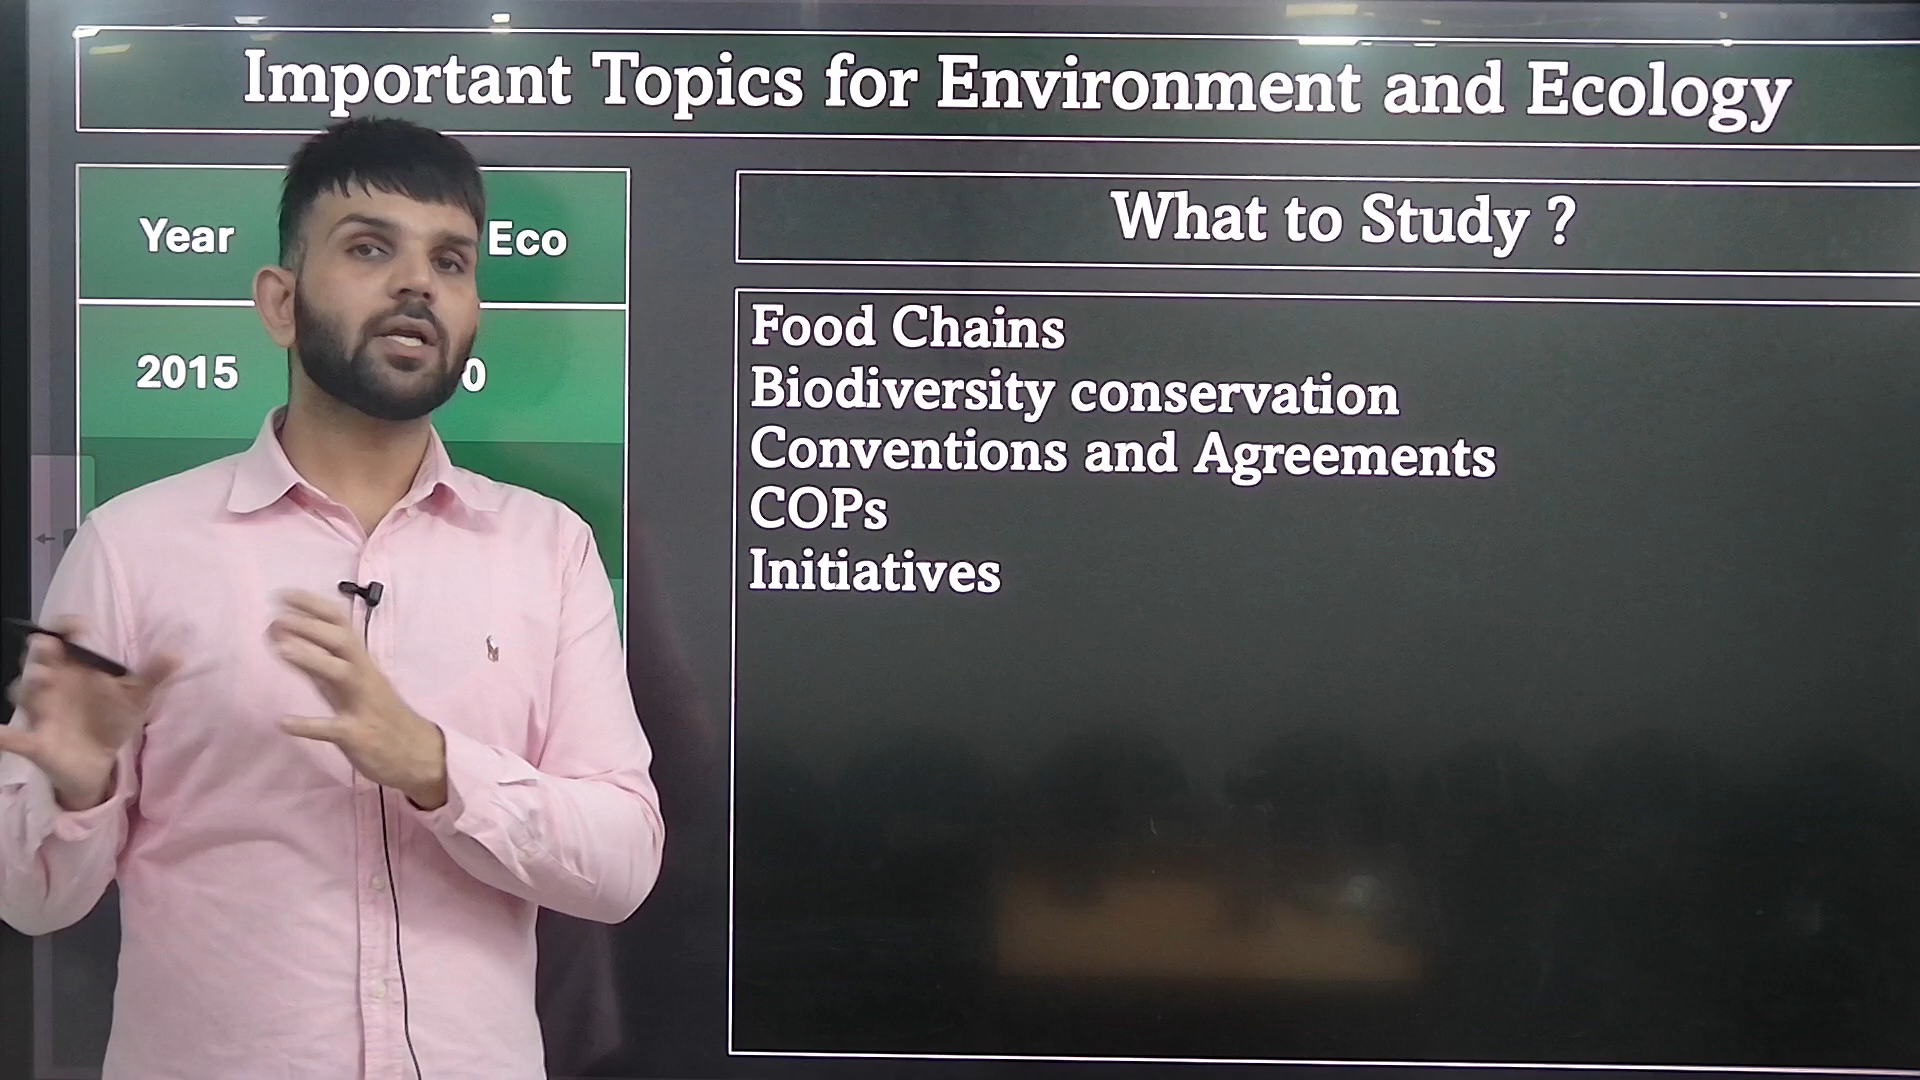 Important Topics for Environment and Ecology
Year
Eco
2015
0
What to Study ?
Food Chains
Biodiversity conservation
Conventions and Agreements
COPs
Initiatives